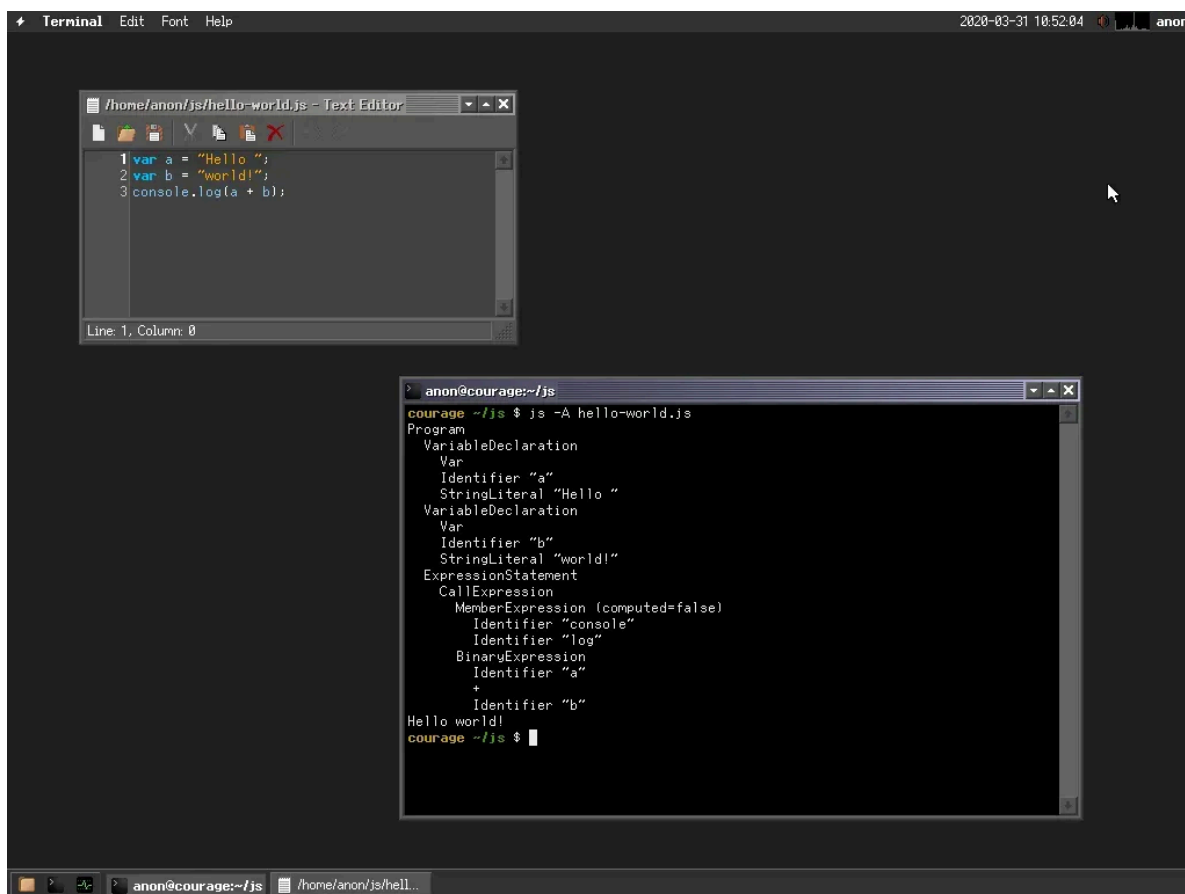 Terminal Edit Font Help 2020-03-31 10:52:04 anon
/home/anon/js/hello-world.js - Text Editor
1 var a = "Hello ";
2 var b = "world!";
3 console.log(a + b);
Line: 1, Column: 0
anon@courage:~/js
courage ~/js $ js -A hello-world.js
Program
VariableDeclaration
Var
Identifier "a"
StringLiteral "Hello "
VariableDeclaration
Var
Identifier "b"
StringLiteral "world!"
ExpressionStatement
CallExpression
MemberExpression (computed=false)
Identifier "console"
Identifier "log"
BinaryExpression
Identifier "a"
+
Identifier "b"
Hello world!
courage ~/js $
anon@courage:~/js /home/anon/js/hell...